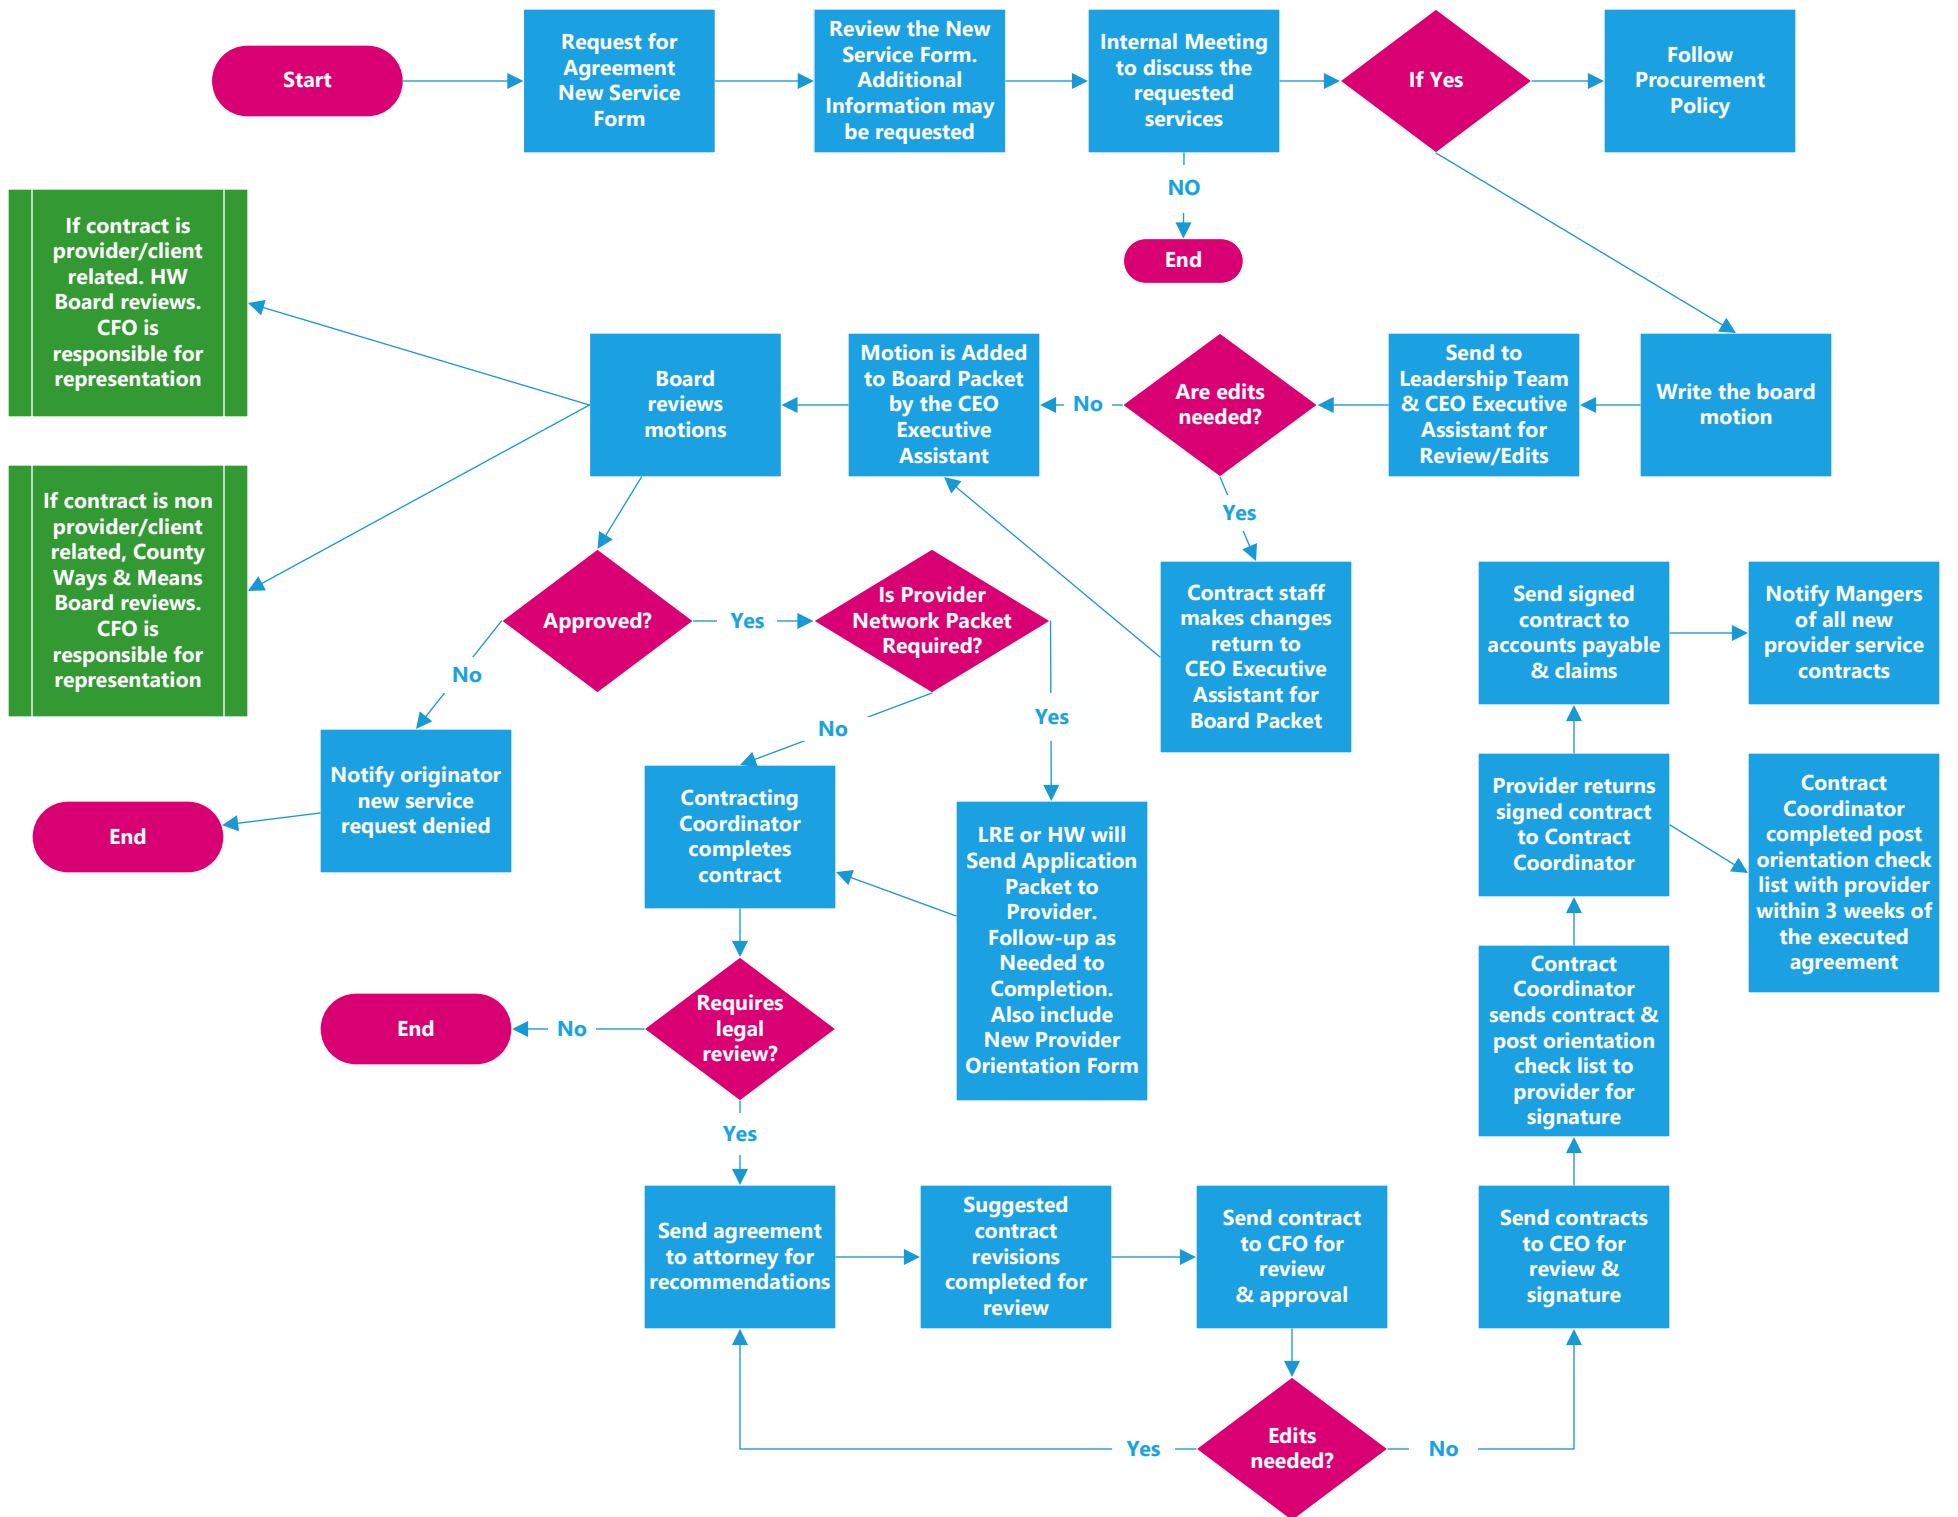 Start
Request for
Agreement
New Service
Form
Review the New
Service Form.
Additional
Information may
be requested
Internal Meeting
to discuss the
requested
services
If Yes
Follow
Procurement
Policy
NO
End
If contract is
provider/client
related. HW
Board reviews.
CFO is
responsible for
representation
Board
reviews
motions
Motion is Added
to Board Packet
by the CEO
Executive
Assistant
No
Are edits
needed?
Send to
Leadership Team
& CEO Executive
Assistant for
Review/Edits
Write the board
motion
If contract is non
provider/client
related, County
Ways & Means
Board reviews.
CFO is
responsible for
representation
Yes
Approved?
Yes
Is Provider
Network Packet
Required?
Contract staff
makes changes
return to
CEO Executive
Assistant for
Board Packet
Send signed
contract to
accounts payable
& claims
Notify Mangers
of all new
provider service
contracts
No
No
Yes
Notify originator
new service
request denied
End
Contracting
Coordinator
completes
contract
LRE or HW will
Send Application
Packet to
Provider.
Follow-up as
Needed to
Completion.
Also include
New Provider
Orientation Form
Provider returns
signed contract
to Contract
Coordinator
Contract
Coordinator
completed post
orientation check
list with provider
within 3 weeks of
the executed
agreement
End
No
Requires
legal
review?
Contract
Coordinator
sends contract &
post orientation
check list to
provider for
signature
Yes
Send agreement
to attorney for
recommendations
Suggested
contract
revisions
completed for
review
Send contract
to CFO for
review
& approval
Send contracts
to CEO for
review &
signature
Yes
Edits
needed?
No